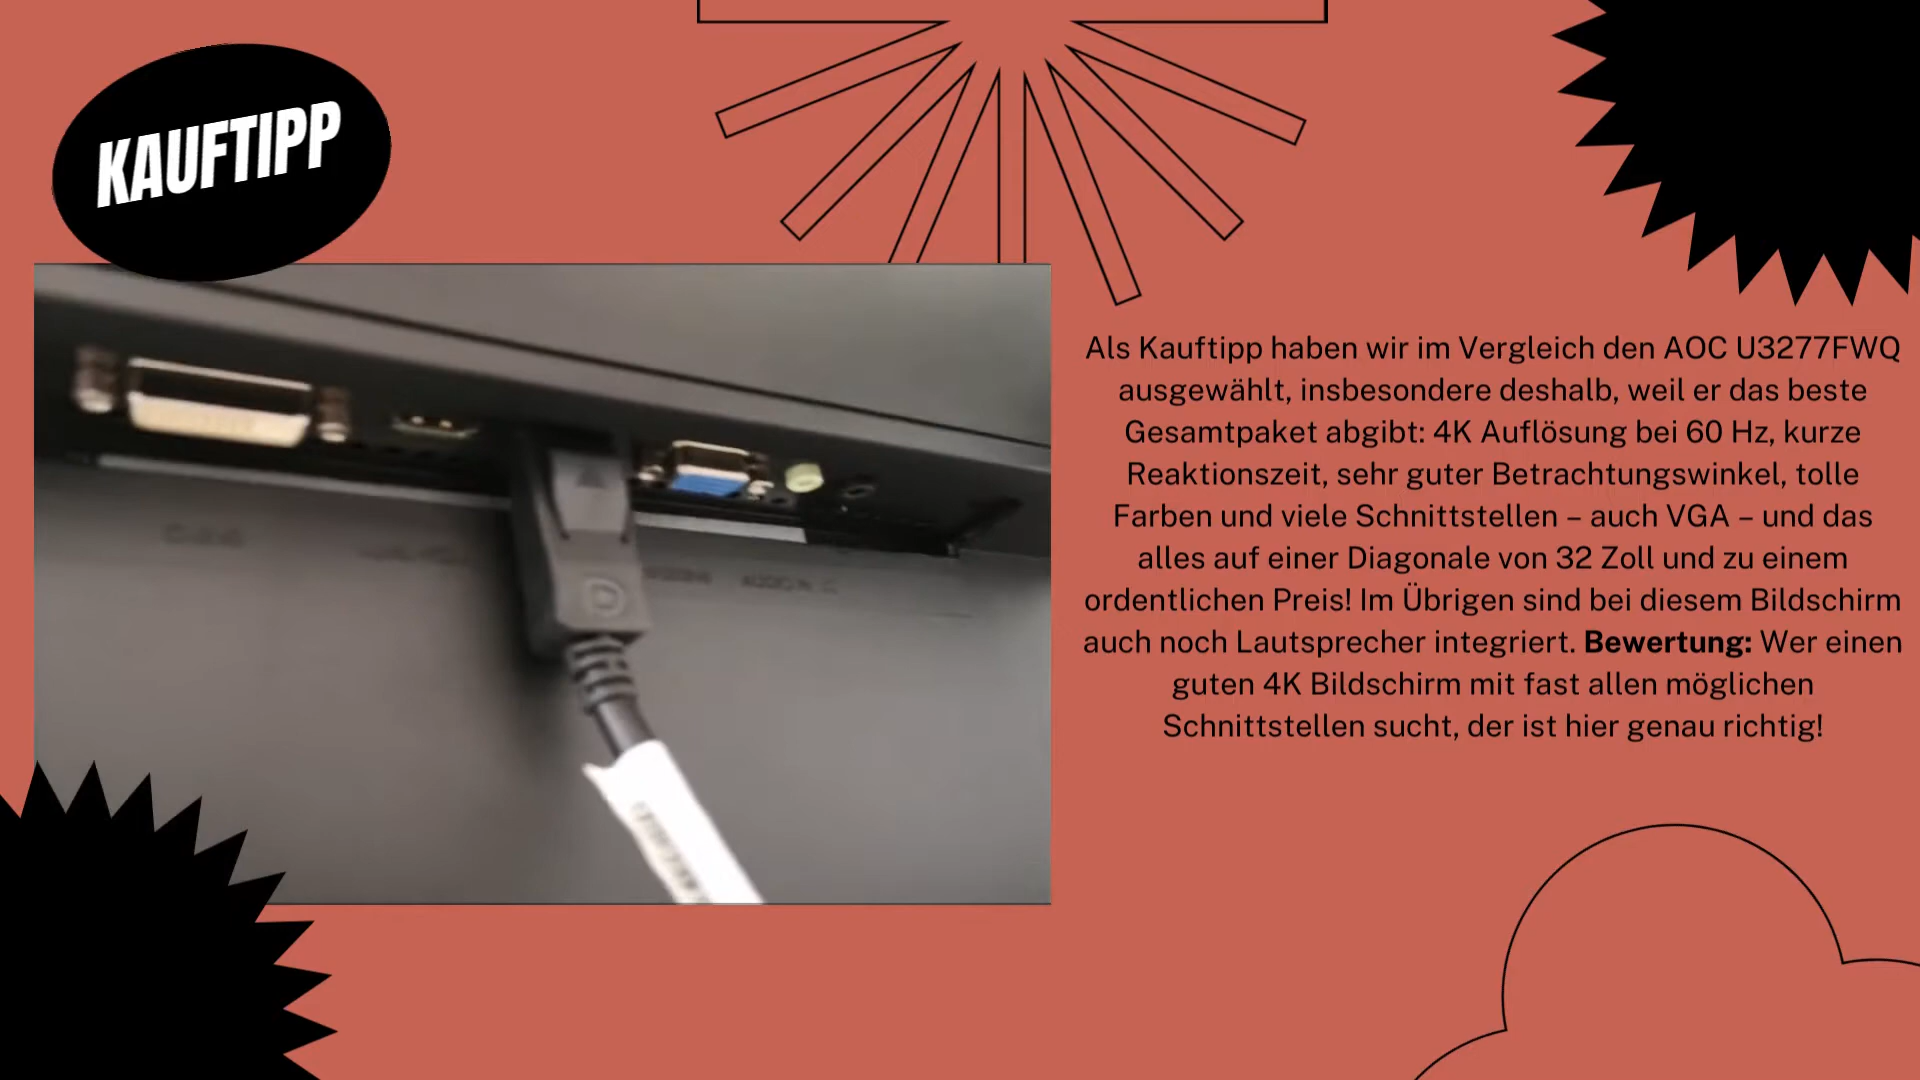 KAUFTIPP
Als Kauftipp haben wir im Vergleich den AOC U3277FWQ
ausgewählt, insbesondere deshalb, weil er das beste
Gesamtpaket abgibt: 4K Auflösung bei 60 Hz, kurze
Reaktionszeit, sehr guter Betrachtungswinkel, tolle
Farben und viele Schnittstellen – auch VGA – und das
alles auf einer Diagonale von 32 Zoll und zu einem
ordentlichen Preis! Im Übrigen sind bei diesem Bildschirm
auch noch Lautsprecher integriert. Bewertung: Wer einen
guten 4K Bildschirm mit fast allen möglichen
Schnittstellen sucht, der ist hier genau richtig!